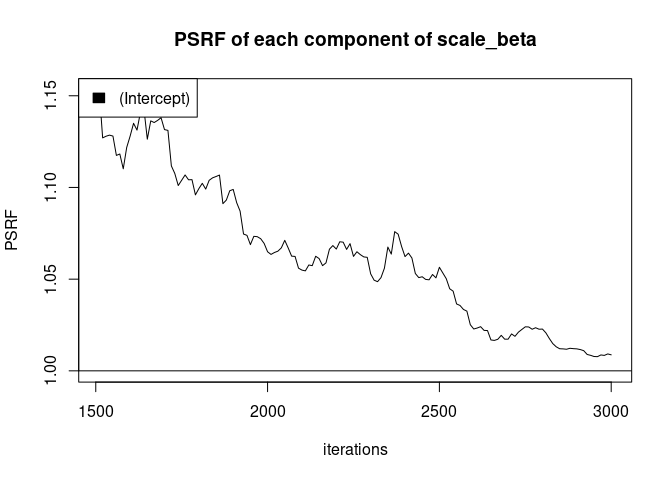 PSRF of each component of scale_beta
(Intercept)
PSRF
1.15
1.10
1.05
1.00
1500 2000 2500 3000
iterations